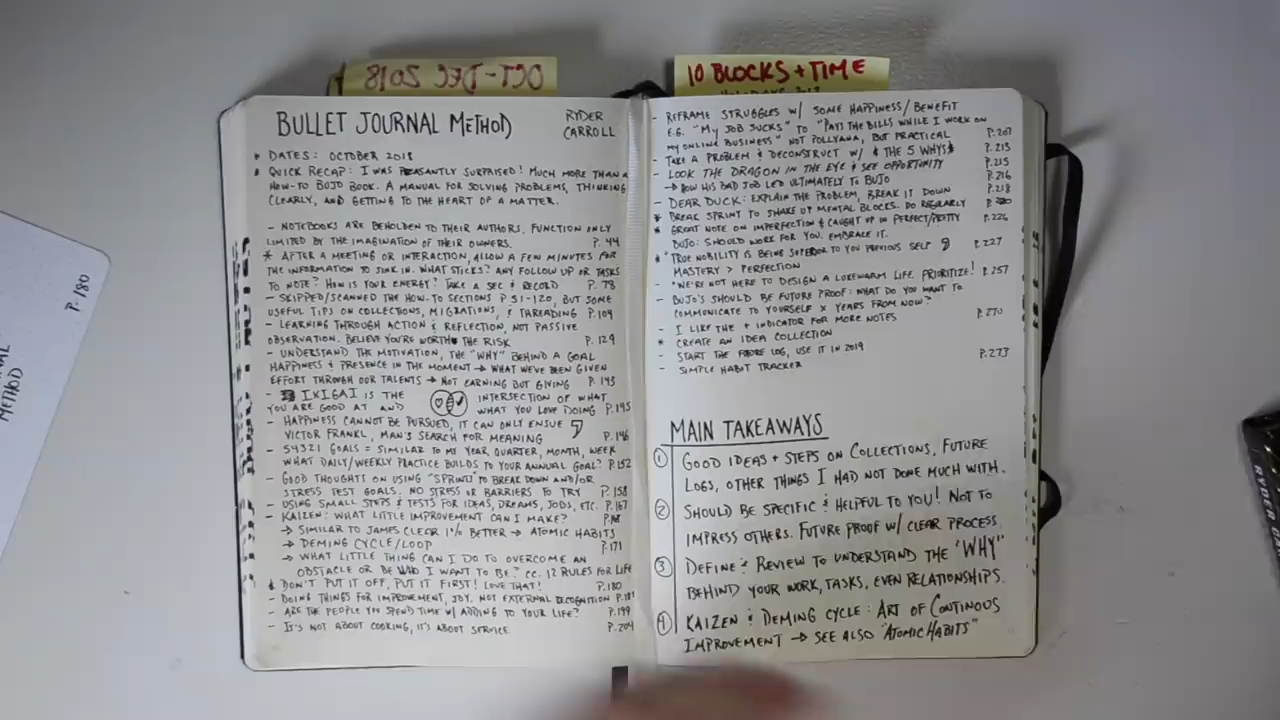 OCT-DEC 2018
10 BLOCKS + TIME
BULLET JOURNAL METHOD
RYDER
CARROLL
DATES: OCTOBER 2018
QUICK RECAP: I WAS PLEASANTLY SURPRISED! MUCH MORE THAN A
HOW-TO BOJO BOOK. A MANUAL FOR SOLVING PROBLEMS, THINKING
CLEARLY, AND GETTING TO THE HEART OF A MATTER.
- NOTEBOOKS ARE BEHOLDEN TO THEIR AUTHORS. FUNCTION ONLY
LIMITED BY THE IMAGINATION OF THEIR OWNERS. P. 44
* AFTER A MEETING OR INTERACTION, ALLOW A FEW MINUTES FOR
THE INFORMATION TO SINK IN. WHAT STICKS? ANY FOLLOW UP OR TASKS
TO NOTE? HOW IS YOUR ENERGY? TAKE A SEC & RECORD P. 78
- SKIPPED/SCANNED THE HOW-TO SECTIONS P 51-120, BUT SOME
USEFUL TIPS ON COLLECTIONS, MIGRATIONS, & THREADING P. 104
- LEARNING THROUGH ACTION & REFLECTION, NOT PASSIVE
OBSERVATION. BELIEVE YOU'RE WORTH THE RISK P. 129
- UNDERSTAND THE MOTIVATION, THE "WHY" BEHIND A GOAL
HAPPINESS & PRESENCE IN THE MOMENT → WHAT WE'VE BEEN GIVEN
EFFORT THROUGH OUR TALENTS → NOT EARNING BUT GIVING P. 143
- IKIGAI IS THE INTERSECTION OF WHAT
YOU ARE GOOD AT AND WHAT YOU LOVE DOING P. 145
- HAPPINESS CANNOT BE PURSUED, IT CAN ONLY ENSUE
VICTOR FRANKL, MAN'S SEARCH FOR MEANING P. 146
- 54321 GOALS = SIMILAR TO MY YEAR, QUARTER, MONTH, WEEK
WHAT DAILY/WEEKLY PRACTICE BUILDS TO YOUR ANNUAL GOAL? P. 152
- GOOD THOUGHTS ON USING "SPRINTS" TO BREAK DOWN AND/OR
STRESS TEST GOALS. NO STRESS OR BARRIERS TO TRY P. 158
- USING SMALL STEPS & TESTS FOR IDEAS, DREAMS, JOBS, ETC. P. 167
- KAIZEN: WHAT LITTLE IMPROVEMENT CAN I MAKE?
→ SIMILAR TO JAMES CLEAR 1% BETTER → ATOMIC HABITS
→ DEMING CYCLE/LOOP P. 171
→ WHAT LITTLE THING CAN I DO TO OVERCOME AN
OBSTACLE OR BE WHO I WANT TO BE? CC. 12 RULES FOR LIFE
* DON'T PUT IT OFF, PUT IT FIRST! LOVE THAT! P. 180
- DOING THINGS FOR IMPROVEMENT, JOY, NOT EXTERNAL RECOGNITION P. 181
- ARE THE PEOPLE YOU SPEND TIME W/ ADDING TO YOUR LIFE? P. 199
- IT'S NOT ABOUT COOKING, IT'S ABOUT SERVICE P. 204
- REFRAME STRUGGLES W/ SOME HAPPINESS/BENEFIT
E.G. "MY JOB SUCKS" TO "PAYS THE BILLS WHILE I WORK ON
MY ONLINE BUSINESS" NOT POLLYANA, BUT PRACTICAL P. 207
- TAKE A PROBLEM & DECONSTRUCT W/ THE 5 WHYS P. 213
- LOOK THE DRAGON IN THE EYE & SEE OPPORTUNITY P. 215
→ HOW HIS BAD JOB LED ULTIMATELY TO BUJO P. 216
- DEAR DUCK: EXPLAIN THE PROBLEM, BREAK IT DOWN P. 218
* BREAK SPRINT TO SHAKE UP MENTAL BLOCKS. DO REGULARLY P. 220
* GREAT NOTE ON IMPERFECTION & CAUGHT UP IN PERFECT/PRETTY P. 226
BUJO: SHOULD WORK FOR YOU. EMBRACE IT.
* "TRUE NOBILITY IS BEING SUPERIOR TO YOU PREVIOUS SELF P. 227
MASTERY > PERFECTION
- "WE'RE NOT HERE TO DESIGN A LUKEWARM LIFE. PRIORITIZE! P. 257
- BUJO'S SHOULD BE FUTURE PROOF: WHAT DO YOU WANT TO
COMMUNICATE TO YOURSELF X YEARS FROM NOW?
- I LIKE THE + INDICATOR FOR MORE NOTES P. 270
* CREATE AN IDEA COLLECTION
- START THE FUTURE LOG, USE IT IN 2019
- SIMPLE HABIT TRACKER P. 273
MAIN TAKEAWAYS
1 GOOD IDEAS + STEPS ON COLLECTIONS, FUTURE
LOGS, OTHER THINGS I HAD NOT DONE MUCH WITH.
2 SHOULD BE SPECIFIC & HELPFUL TO YOU! NOT TO
IMPRESS OTHERS. FUTURE PROOF W/ CLEAR PROCESS.
3 DEFINE & REVIEW TO UNDERSTAND THE "WHY"
BEHIND YOUR WORK, TASKS, EVEN RELATIONSHIPS.
4 KAIZEN & DEMING CYCLE: ART OF CONTINOUS
IMPROVEMENT → SEE ALSO "ATOMIC HABITS"
P. 180
METHOD
RYDER